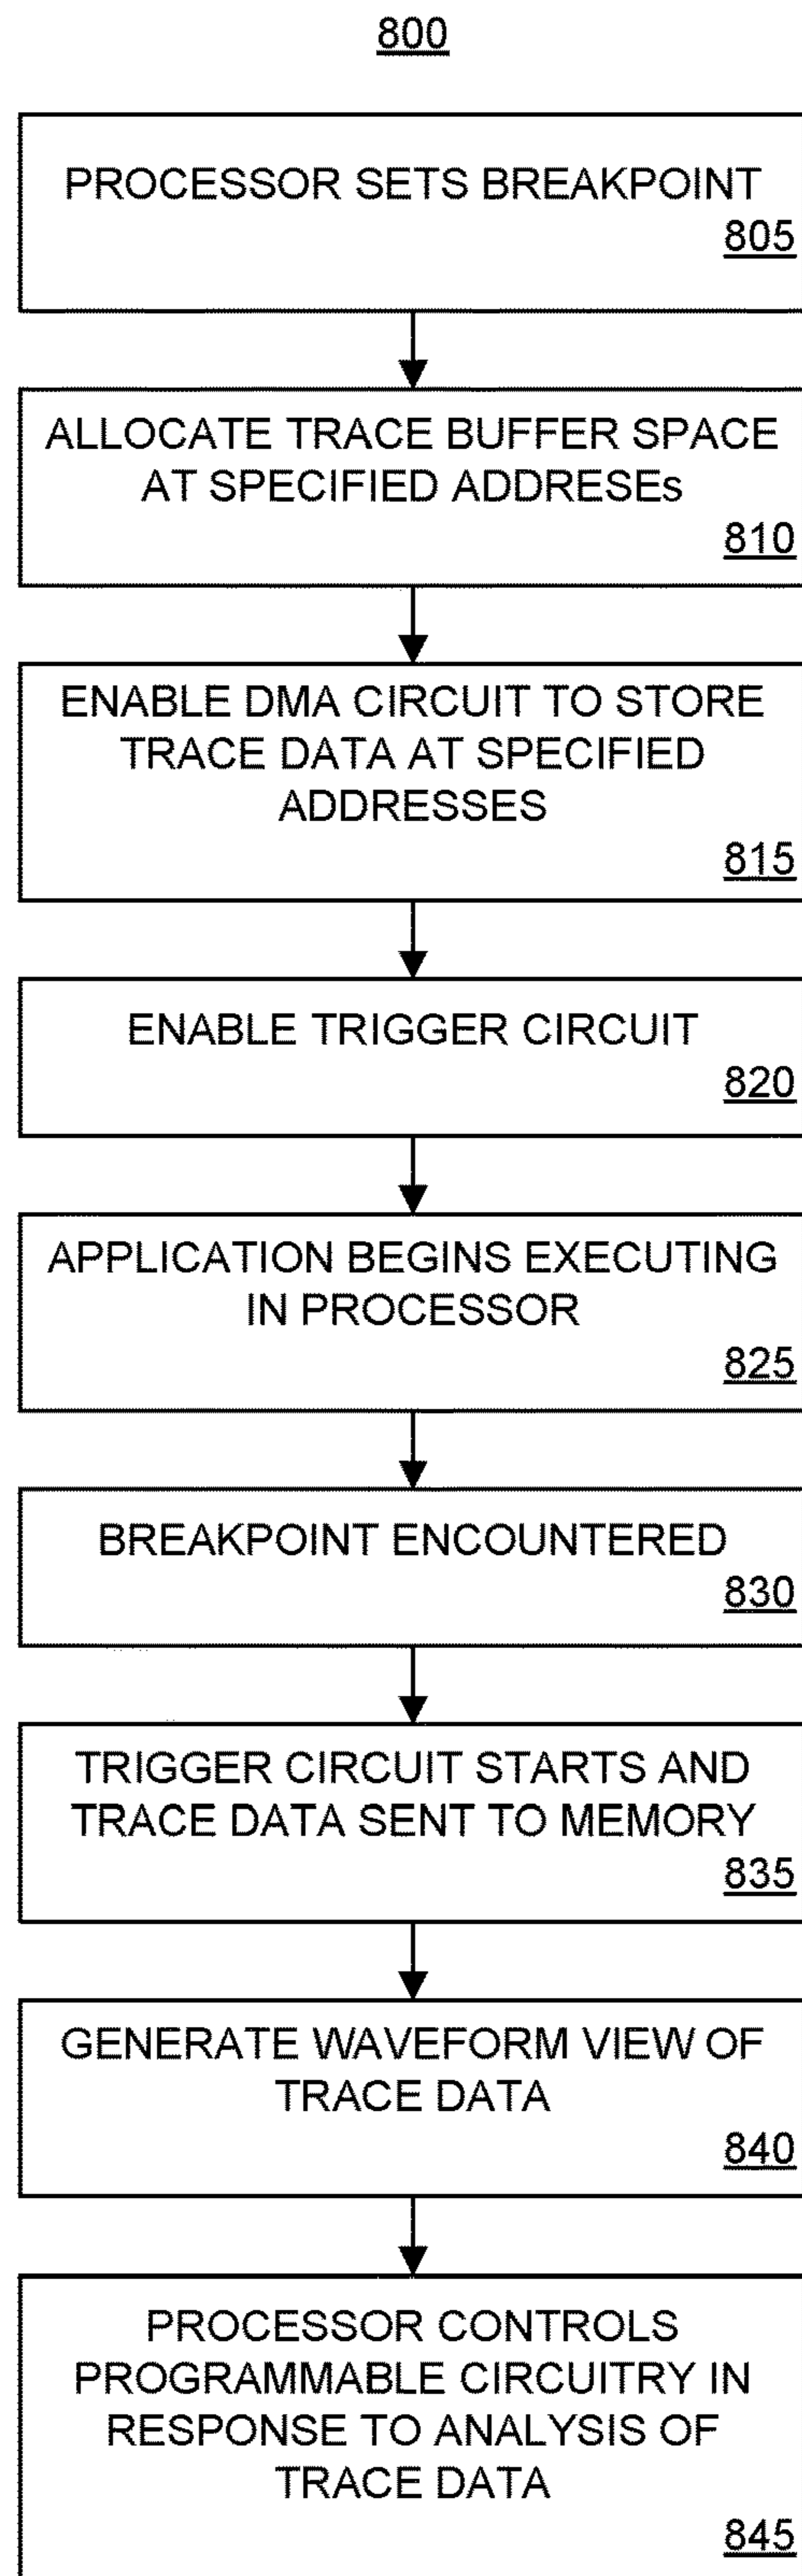 800
PROCESSOR SETS BREAKPOINT
805
ALLOCATE TRACE BUFFER SPACE
AT SPECIFIED ADDRESEs
810
ENABLE DMA CIRCUIT TO STORE
TRACE DATA AT SPECIFIED
ADDRESSES
815
ENABLE TRIGGER CIRCUIT
820
APPLICATION BEGINS EXECUTING
IN PROCESSOR
825
BREAKPOINT ENCOUNTERED
830
TRIGGER CIRCUIT STARTS AND
TRACE DATA SENT TO MEMORY
835
GENERATE WAVEFORM VIEW OF
TRACE DATA
840
PROCESSOR CONTROLS
PROGRAMMABLE CIRCUITRY IN
RESPONSE TO ANALYSIS OF
TRACE DATA
845